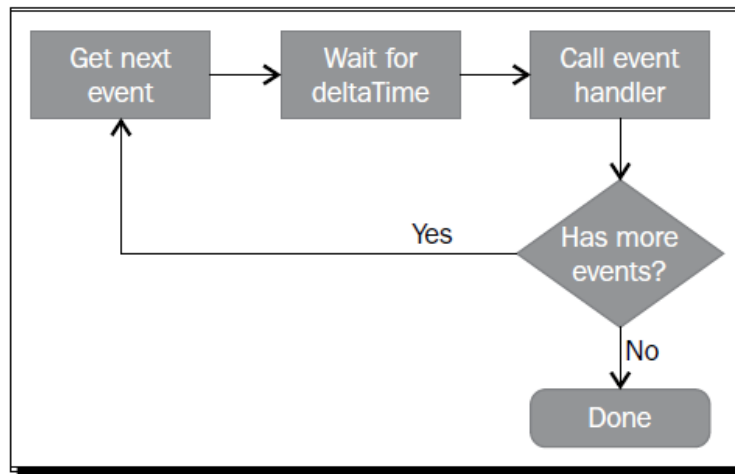 Get next
event
Wait for
deltaTime
Call event
handler
Yes
Has more
events?
No
Done